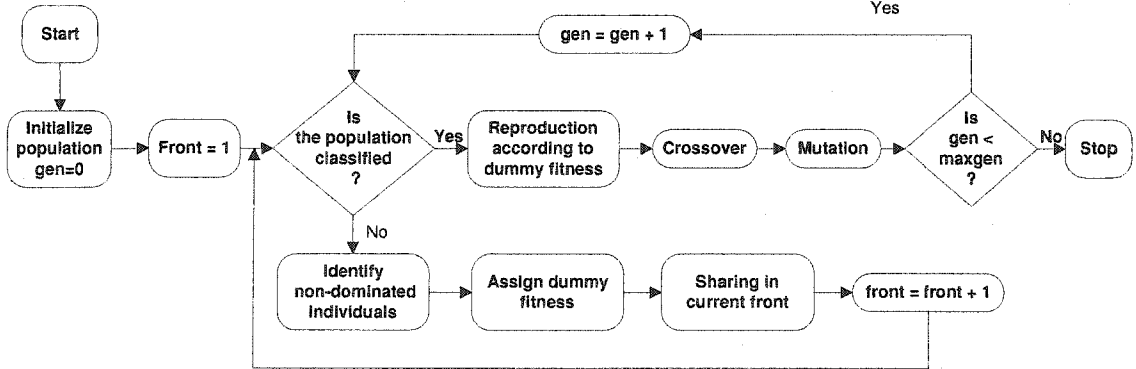 Yes
Start
gen = gen + 1
Initialize
population
gen=0
Front = 1
Is
the population
classified
?
Yes
Reproduction
according to
dummy fitness
Crossover
Mutation
Is
gen <
maxgen
?
No
Stop
No
Identify
non-dominated
individuals
Assign dummy
fitness
Sharing in
current front
front = front + 1